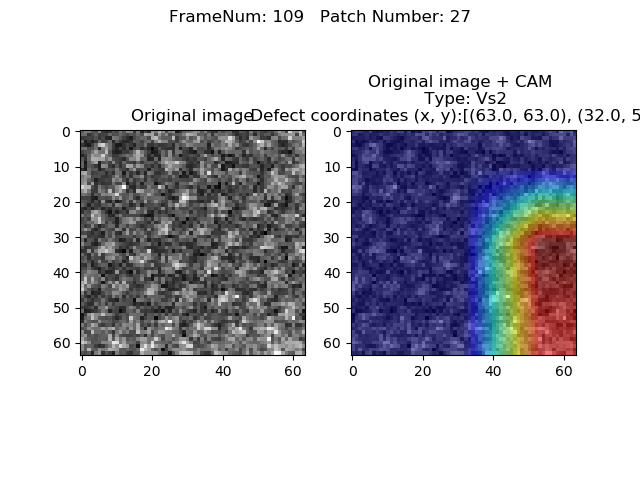 FrameNum: 109   Patch Number: 27
Original image
Original image + CAM
Type: Vs2
Defect coordinates (x, y):[(63.0, 63.0), (32.0, 5
0
10
20
30
40
50
60
0 20 40 60
0
10
20
30
40
50
60
0 20 40 60